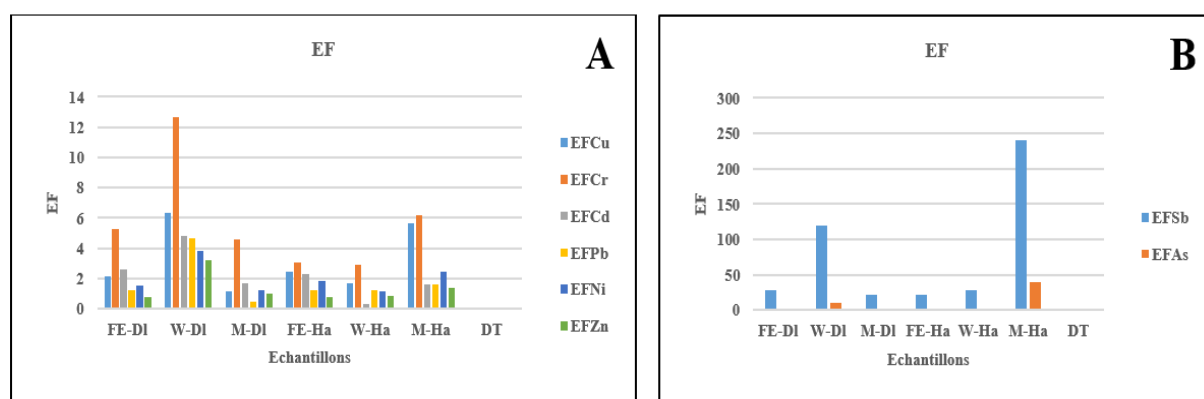 EF
A
14
12
10
8
6
4
2
0
EF
FE-Dl W-Dl M-Dl FE-Ha W-Ha M-Ha DT
Echantillons
EFCu
EFCr
EFCd
EFPb
EFNi
EFZn
EF
B
300
250
200
150
100
50
0
EF
FE-Dl W-Dl M-Dl FE-Ha W-Ha M-Ha DT
Echantillons
EFSb
EFAs